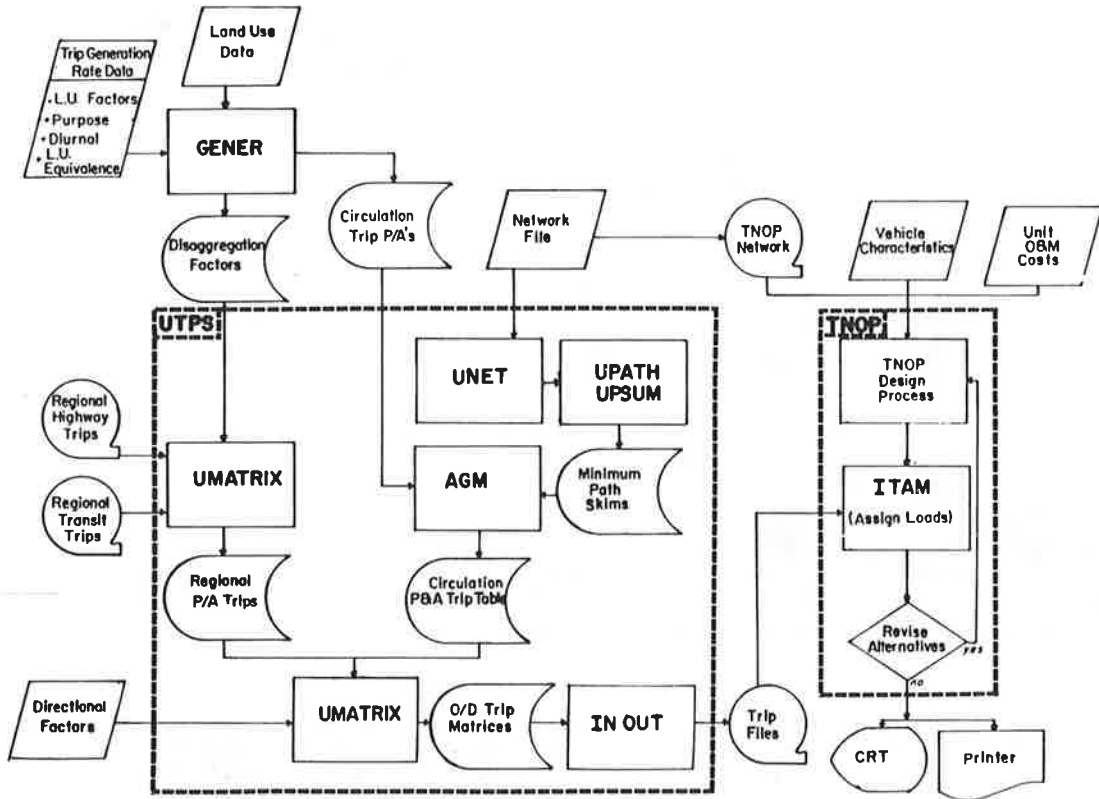 Land Use
Data
Trip Generation
Rate Data
• L.U. Factors
• Purpose
• Diurnal
• L.U.
Equivalence
GENER
Disaggregation
Factors
Circulation
Trip P/A's
Network
File
TNOP
Network
Vehicle
Characteristics
Unit
O&M
Costs
UTPS
TNOP
UNET
UPATH
UPSUM
TNOP
Design
Process
Regional
Highway
Trips
Regional
Transit
Trips
UMATRIX
AGM
Minimum
Path
Skims
ITAM
(Assign Loads)
Regional
P/A Trips
Circulation
P&A Trip Table
Revise
Alternatives
yes
no
Directional
Factors
UMATRIX
O/D Trip
Matrices
IN OUT
Trip
Files
CRT
Printer